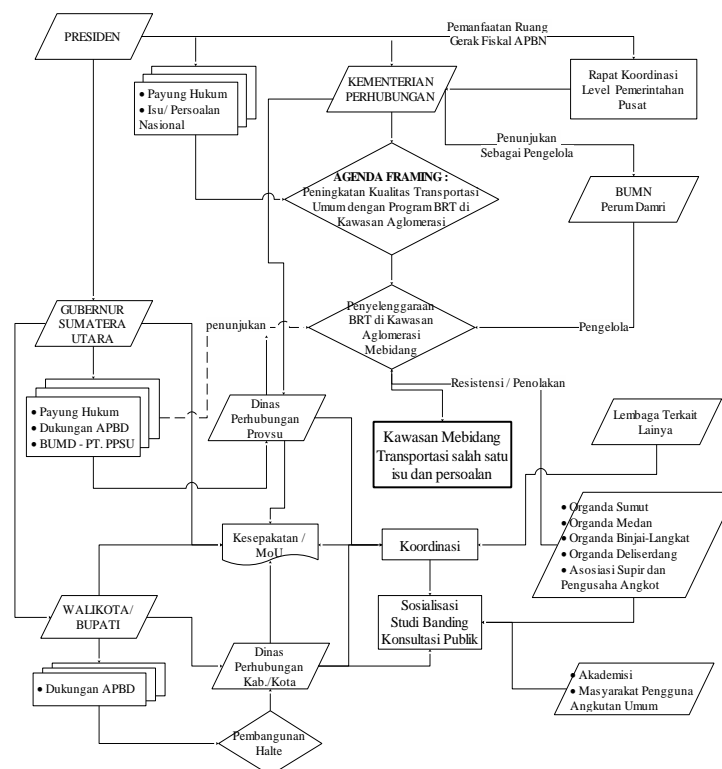 PRESIDEN
Pemanfaatan Ruang
Gerak Fiskal APBN
• Payung Hukum
• Isu/ Persoalan
Nasional
KEMENTERIAN
PERHUBUNGAN
Rapat Koordinasi
Level Pemerintahan
Pusat
Penunjukan
Sebagai Pengelola
AGENDA FRAMING :
Peningkatan Kualitas Transportasi
Umum dengan Program BRT di
Kawasan Aglomerasi
BUMN
Perum Damri
GUBERNUR
SUMATERA
UTARA
penunjukan
Penyelenggaraan
BRT di Kawasan
Aglomerasi
Mebidang
Pengelola
Resistensi / Penolakan
• Payung Hukum
• Dukungan APBD
• BUMD - PT. PPSU
Dinas
Perhubungan
Provsu
Kawasan Mebidang
Transportasi salah satu
isu dan persoalan
Lembaga Terkait
Lainya
• Organda Sumut
• Organda Medan
• Organda Binjai-Langkat
• Organda Deliserdang
• Asosiasi Supir dan
Pengusaha Angkot
Kesepakatan /
MoU
Koordinasi
WALIKOTA/
BUPATI
Sosialisasi
Studi Banding
Konsultasi Publik
Dinas
Perhubungan
Kab./Kota
• Dukungan APBD
• Akademisi
• Masyarakat Pengguna
Angkutan Umum
Pembangunan
Halte